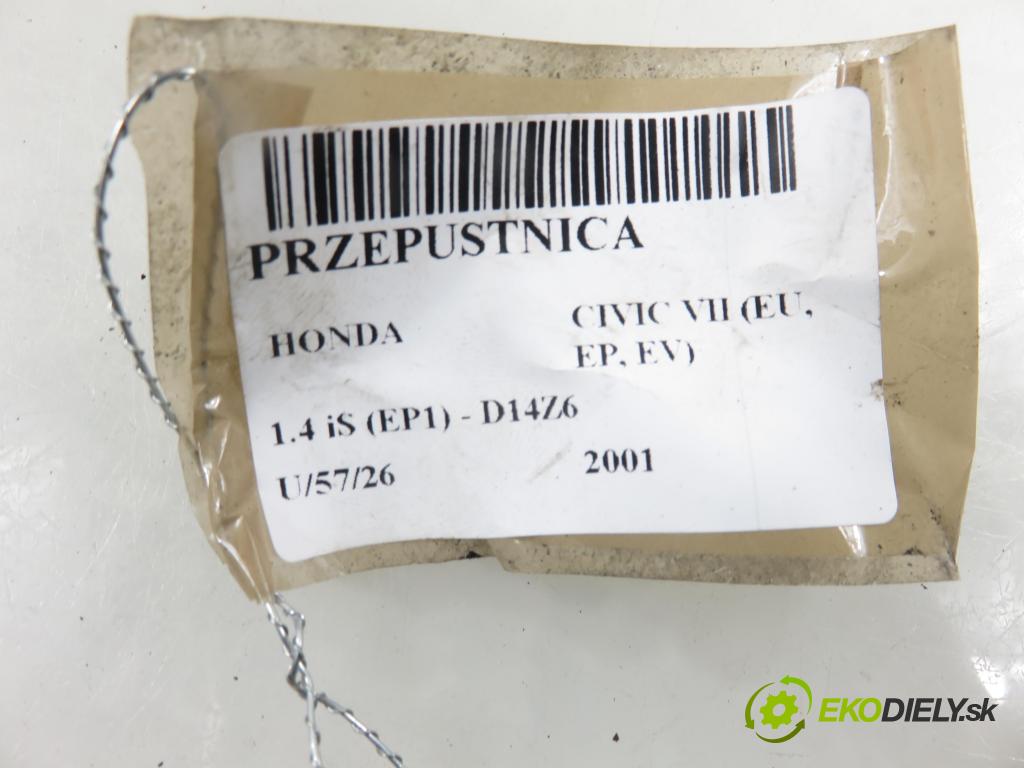 PRZEPUSTNICA
HONDA
CIVIC VII (EU,
EP, EV)
1.4 iS (EP1) - D14Z6
U/57/26
2001
EKODIELY.sk